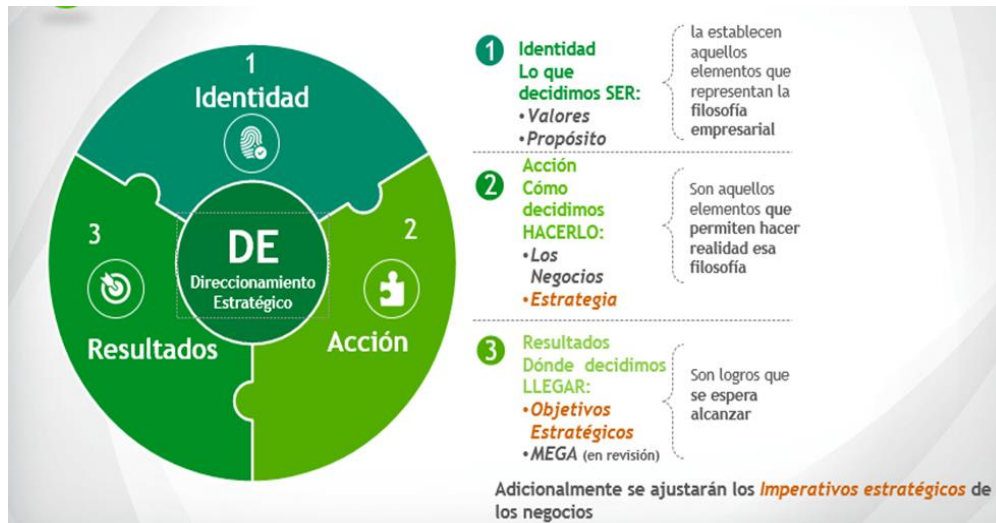 1
Identidad
DE
Direccionamiento
Estratégico
2
Acción
3
Resultados
1 Identidad
Lo que
decidimos SER:
•Valores
•Propósito
la establecen
aquellos
elementos que
representan la
filosofía
empresarial
2 Acción
Cómo
decidimos
HACERLO:
•Los
Negocios
•Estrategia
Son aquellos
elementos que
permiten hacer
realidad esa
filosofía
3 Resultados
Dónde decidimos
LLEGAR:
•Objetivos
Estratégicos
•MEGA (en revisión)
Son logros que
se espera
alcanzar
Adicionalmente se ajustarán los Imperativos estratégicos de
los negocios